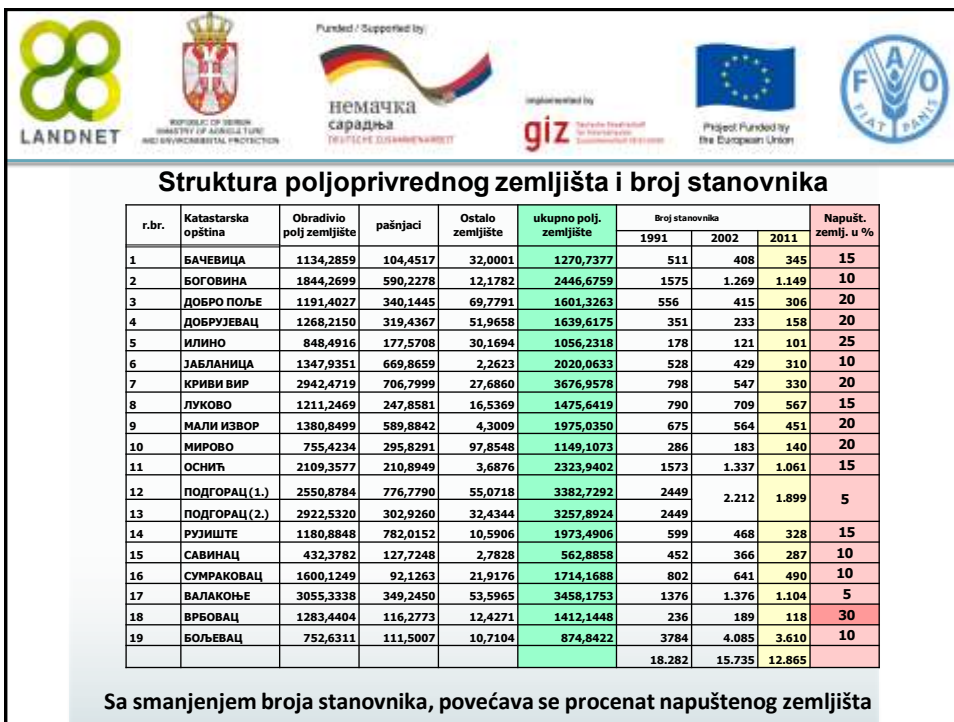 Funded / Supported by:
LANDNET
REPUBLIC OF SERBIA
MINISTRY OF AGRICULTURE
AND ENVIRONMENTAL PROTECTION
немачка
сарадња
DEUTSCHE ZUSAMMENARBEIT
Implemented by
giz Deutsche Gesellschaft
für Internationale
Zusammenarbeit (GIZ) GmbH
Project Funded by
the European Union
FAO
FIAT PANIS
Struktura poljoprivrednog zemljišta i broj stanovnika
r.br. Katastarska opština Obradivio polj zemljište pašnjaci Ostalo zemljište ukupno polj. zemljište Broj stanovnika Napušt. zemlj. u %
1991 2002 2011
1 БАЧЕВИЦА 1134,2859 104,4517 32,0001 1270,7377 511 408 345 15
2 БОГОВИНА 1844,2699 590,2278 12,1782 2446,6759 1575 1.269 1.149 10
3 ДОБРО ПОЉЕ 1191,4027 340,1445 69,7791 1601,3263 556 415 306 20
4 ДОБРУЈЕВАЦ 1268,2150 319,4367 51,9658 1639,6175 351 233 158 20
5 ИЛИНО 848,4916 177,5708 30,1694 1056,2318 178 121 101 25
6 ЈАБЛАНИЦА 1347,9351 669,8659 2,2623 2020,0633 528 429 310 10
7 КРИВИ ВИР 2942,4719 706,7999 27,6860 3676,9578 798 547 330 20
8 ЛУКОВО 1211,2469 247,8581 16,5369 1475,6419 790 709 567 15
9 МАЛИ ИЗВОР 1380,8499 589,8842 4,3009 1975,0350 675 564 451 20
10 МИРОВО 755,4234 295,8291 97,8548 1149,1073 286 183 140 20
11 ОСНИЋ 2109,3577 210,8949 3,6876 2323,9402 1573 1.337 1.061 15
12 ПОДГОРАЦ (1.) 2550,8784 776,7790 55,0718 3382,7292 2449 2.212 1.899 5
13 ПОДГОРАЦ (2.) 2922,5320 302,9260 32,4344 3257,8924 2449
14 РУЈИШТЕ 1180,8848 782,0152 10,5906 1973,4906 599 468 328 15
15 САВИНАЦ 432,3782 127,7248 2,7828 562,8858 452 366 287 10
16 СУМРАКОВАЦ 1600,1249 92,1263 21,9176 1714,1688 802 641 490 10
17 ВАЛАКОЊЕ 3055,3338 349,2450 53,5965 3458,1753 1376 1.376 1.104 5
18 ВРБОВАЦ 1283,4404 116,2773 12,4271 1412,1448 236 189 118 30
19 БОЉЕВАЦ 752,6311 111,5007 10,7104 874,8422 3784 4.085 3.610 10
18.282 15.735 12.865
Sa smanjenjem broja stanovnika, povećava se procenat napuštenog zemljišta